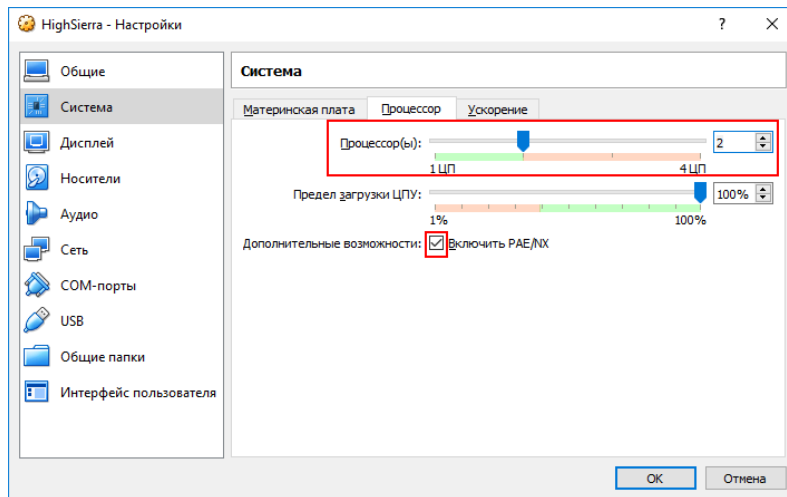 HighSierra - Настройки
?
Общие
Система
Дисплей
Носители
Аудио
Сеть
COM-порты
USB
Общие папки
Интерфейс пользователя
Система
Материнская плата Процессор Ускорение
Процессор(ы): 2
1 ЦП 4 ЦП
Предел загрузки ЦПУ: 100%
1% 100%
Дополнительные возможности: Включить PAE/NX
OK Отмена